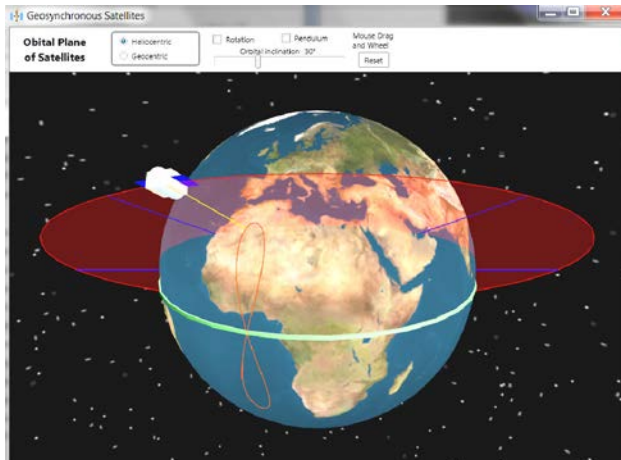 Geosynchronous Satellites
Obital Plane
of Satellites
Heliocentric
Geocentric
Rotation
Pendulum
Orbital Inclination 30°
Mouse Drag
and Wheel
Reset